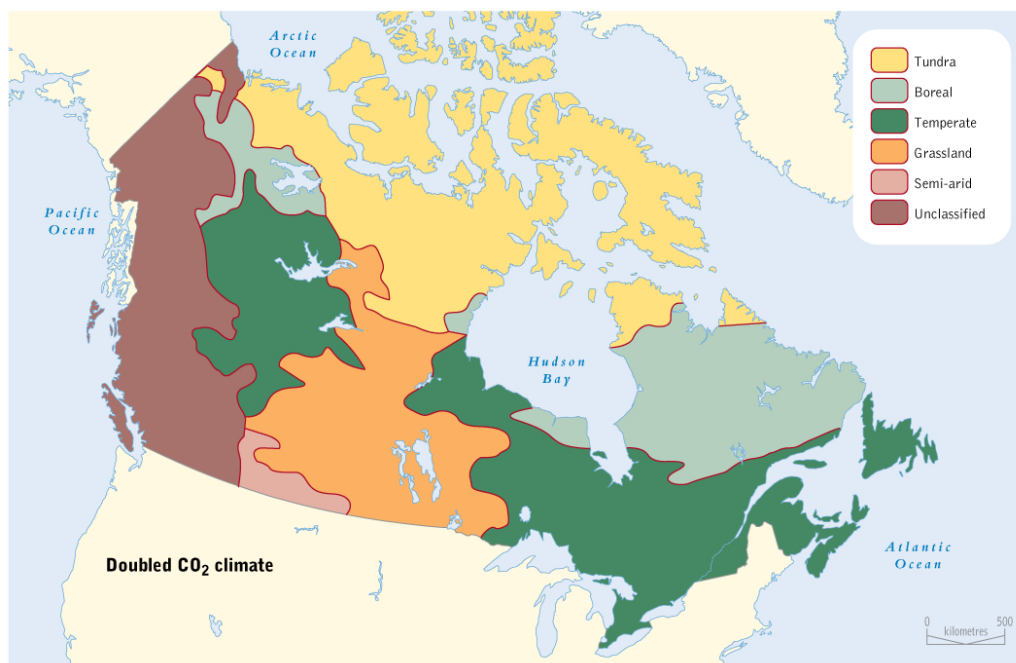 Arctic
Ocean
Tundra
Boreal
Temperate
Grassland
Semi-arid
Unclassified
Pacific
Ocean
Hudson
Bay
Doubled CO₂ climate
Atlantic
Ocean
0 500
kilometres